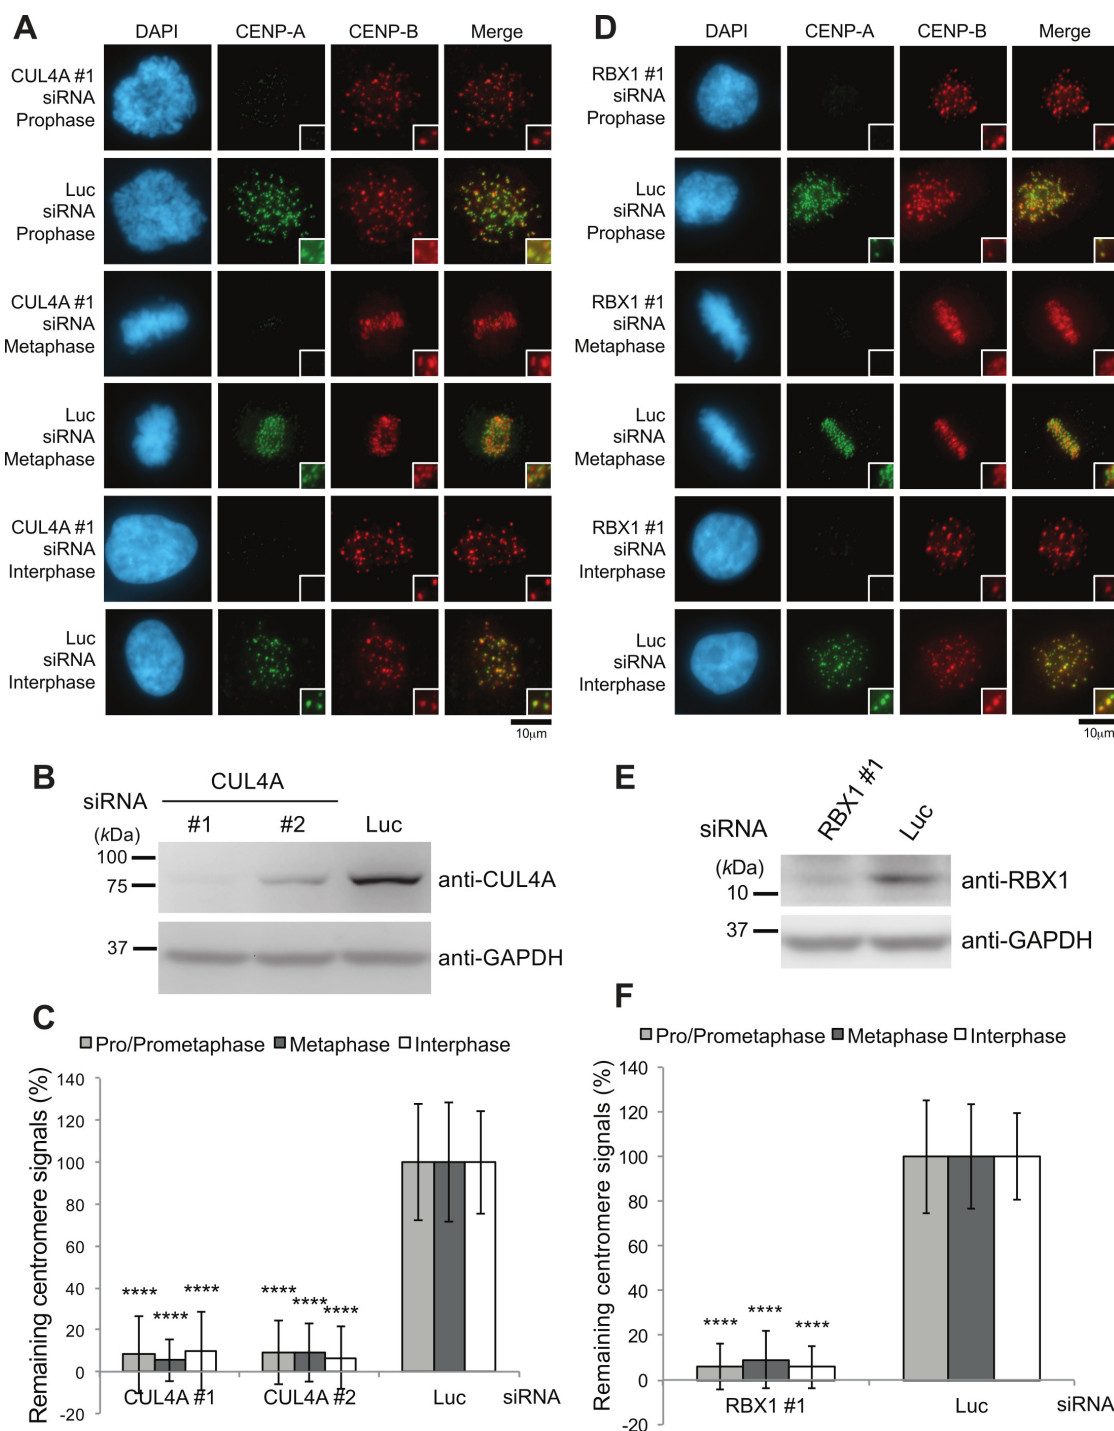 A
DAPI CENP-A CENP-B Merge
CUL4A #1
siRNA
Prophase
Luc
siRNA
Prophase
CUL4A #1
siRNA
Metaphase
Luc
siRNA
Metaphase
CUL4A #1
siRNA
Interphase
Luc
siRNA
Interphase
10µm
D
DAPI CENP-A CENP-B Merge
RBX1 #1
siRNA
Prophase
Luc
siRNA
Prophase
RBX1 #1
siRNA
Metaphase
Luc
siRNA
Metaphase
RBX1 #1
siRNA
Interphase
Luc
siRNA
Interphase
10µm
B
CUL4A
siRNA
#1 #2 Luc
(kDa)
100
75
anti-CUL4A
37
anti-GAPDH
E
siRNA RBX1 #1 Luc
(kDa)
10
anti-RBX1
37
anti-GAPDH
C
Pro/Prometaphase Metaphase Interphase
Remaining centromere signals (%)
140
120
100
80
60
40
20
0
-20
**** **** ****
**** **** ****
CUL4A #1 CUL4A #2 Luc siRNA
F
Pro/Prometaphase Metaphase Interphase
Remaining centromere signals (%)
140
120
100
80
60
40
20
0
-20
**** **** ****
RBX1 #1 Luc siRNA